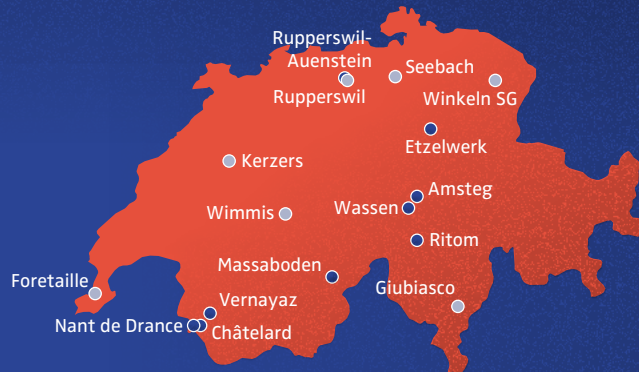 Rupperswil-
Auenstein
Rupperswil
Seebach
Winkeln SG
Etzelwerk
Kerzers
Amsteg
Wassen
Wimmis
Ritom
Massaboden
Foretaille
Giubiasco
Vernayaz
Nant de Drance
Châtelard